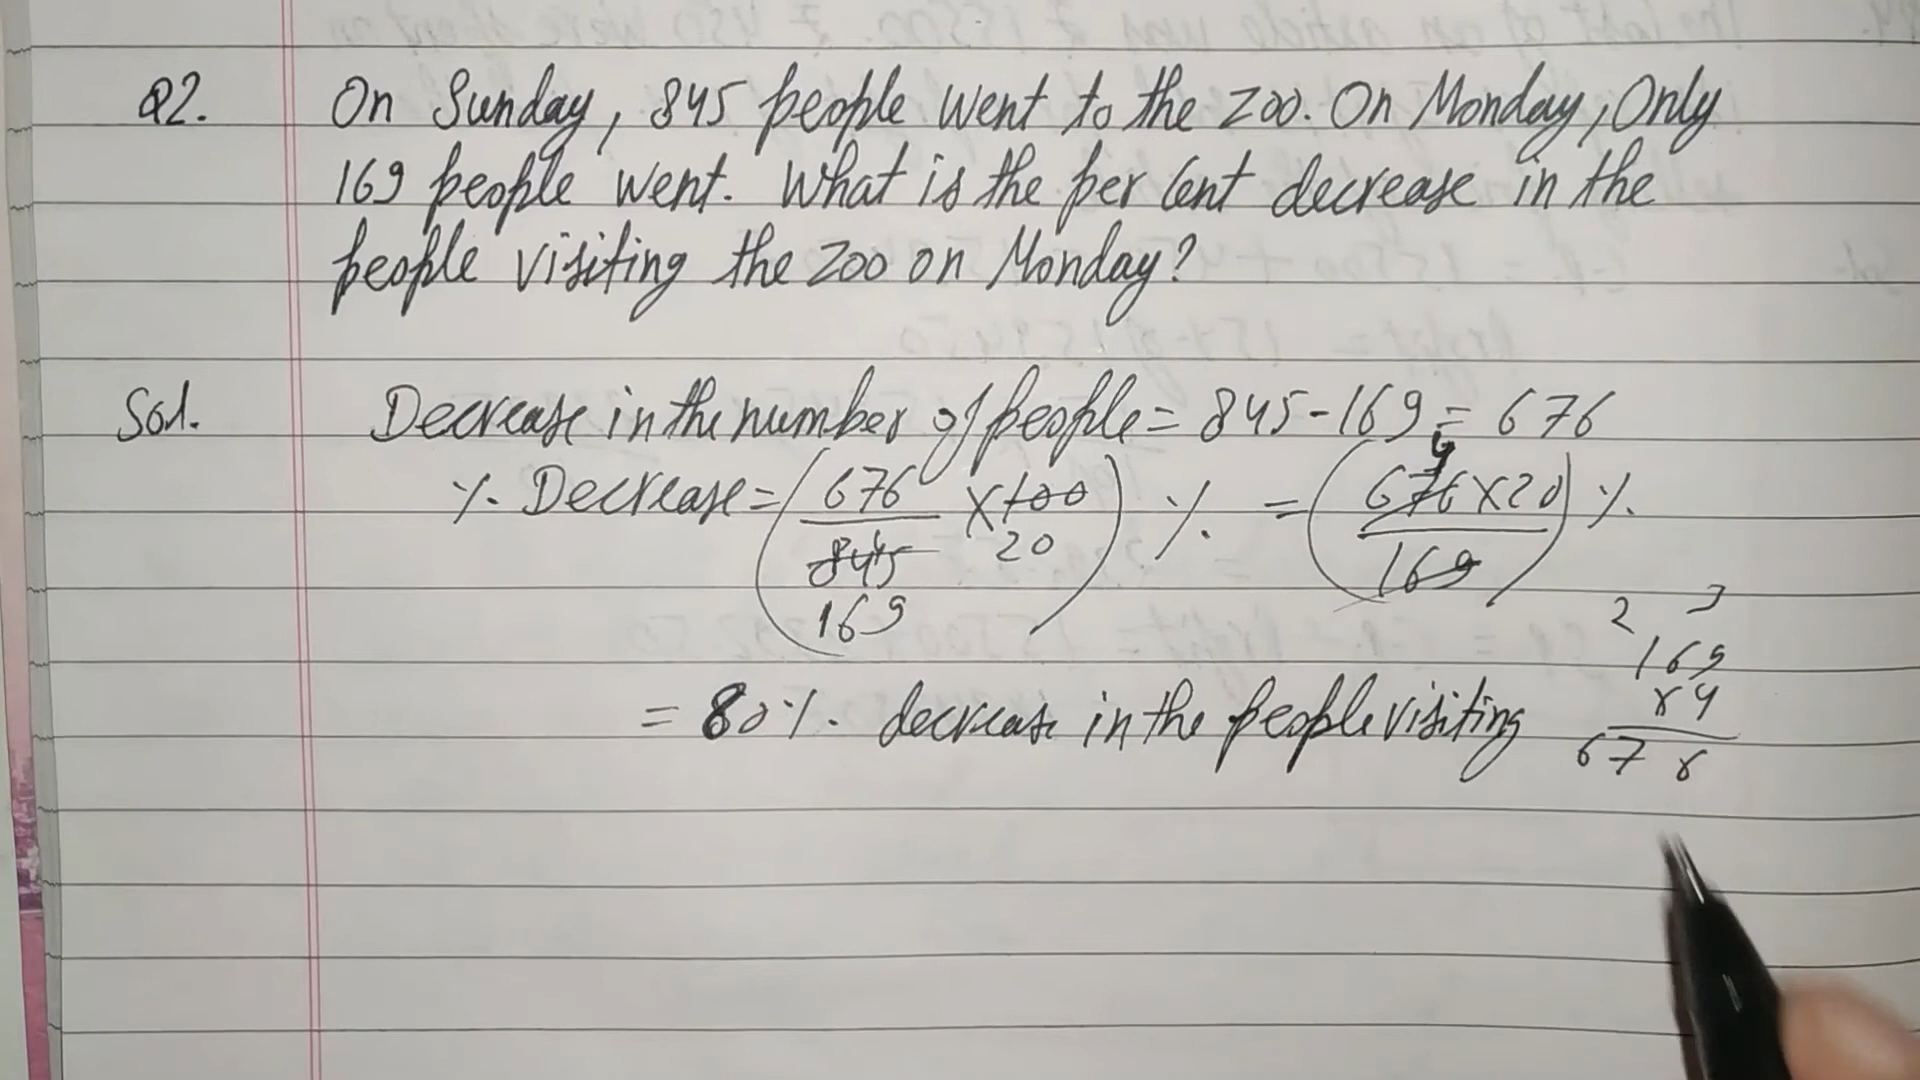 Q2. On Sunday, 845 people went to the zoo. On Monday, Only
169 people went. What is the per Cent decrease in the
people visiting the zoo on Monday?
Sol. Decrease in the number of people = 845-169 = 676
% Decrease = (676/845 × 100) % = (676×20/169) %
169 20 4
= 80% decrease in the people visiting
2 3
169
×4
676